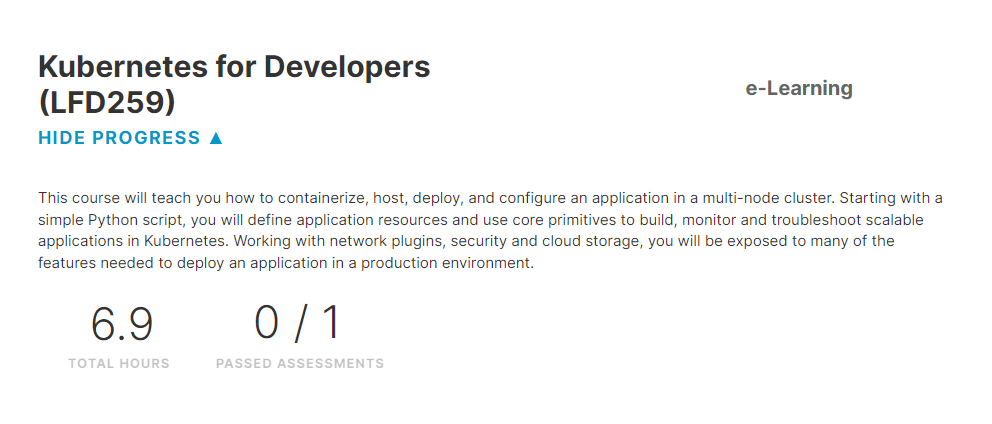 Kubernetes for Developers
(LFD259)
e-Learning
HIDE PROGRESS ▲
This course will teach you how to containerize, host, deploy, and configure an application in a multi-node cluster. Starting with a
simple Python script, you will define application resources and use core primitives to build, monitor and troubleshoot scalable
applications in Kubernetes. Working with network plugins, security and cloud storage, you will be exposed to many of the
features needed to deploy an application in a production environment.
6.9
TOTAL HOURS
0 / 1
PASSED ASSESSMENTS